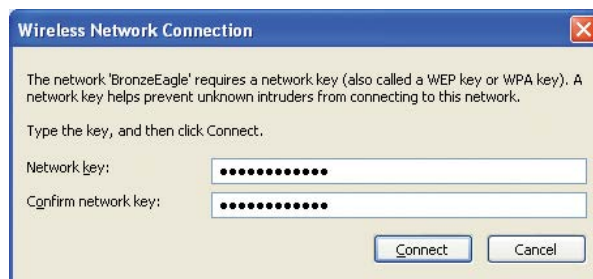 Wireless Network Connection
The network 'BronzeEagle' requires a network key (also called a WEP key or WPA key). A
network key helps prevent unknown intruders from connecting to this network.
Type the key, and then click Connect.
Network key: ●●●●●●●●●●●●
Confirm network key: ●●●●●●●●●●●●
Connect Cancel